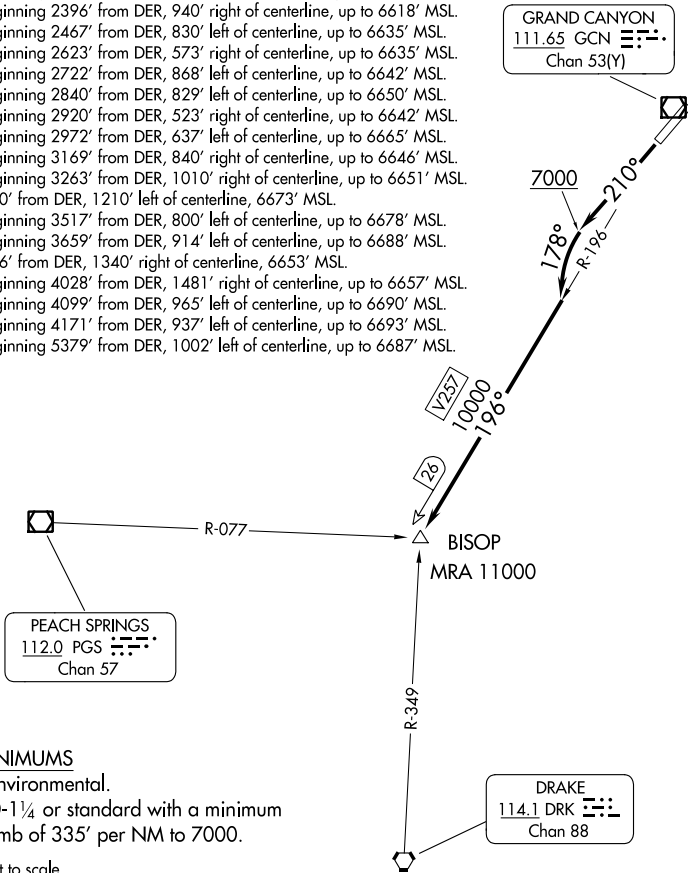 ginning 2396′ from DER, 940′ right of centerline, up to 6618′ MSL.
ginning 2467′ from DER, 830′ left of centerline, up to 6635′ MSL.
ginning 2623′ from DER, 573′ right of centerline, up to 6635′ MSL.
ginning 2722′ from DER, 868′ left of centerline, up to 6642′ MSL.
ginning 2840′ from DER, 829′ left of centerline, up to 6650′ MSL.
ginning 2920′ from DER, 523′ right of centerline, up to 6642′ MSL.
ginning 2972′ from DER, 637′ left of centerline, up to 6665′ MSL.
ginning 3169′ from DER, 840′ right of centerline, up to 6646′ MSL.
ginning 3263′ from DER, 1010′ right of centerline, up to 6651′ MSL.
0′ from DER, 1210′ left of centerline, 6673′ MSL.
ginning 3517′ from DER, 800′ left of centerline, up to 6678′ MSL.
ginning 3659′ from DER, 914′ left of centerline, up to 6688′ MSL.
6′ from DER, 1340′ right of centerline, 6653′ MSL.
ginning 4028′ from DER, 1481′ right of centerline, up to 6657′ MSL.
ginning 4099′ from DER, 965′ left of centerline, up to 6690′ MSL.
ginning 4171′ from DER, 937′ left of centerline, up to 6693′ MSL.
ginning 5379′ from DER, 1002′ left of centerline, up to 6687′ MSL.
GRAND CANYON
111.65 GCN
Chan 53(Y)
7000
210°
178°
R-196
V257
10000
196°
26
R-077
BISOP
MRA 11000
PEACH SPRINGS
112.0 PGS
Chan 57
R-349
NIMUMS
nvironmental.
-1¼ or standard with a minimum
mb of 335′ per NM to 7000.
DRAKE
114.1 DRK
Chan 88
t to scale